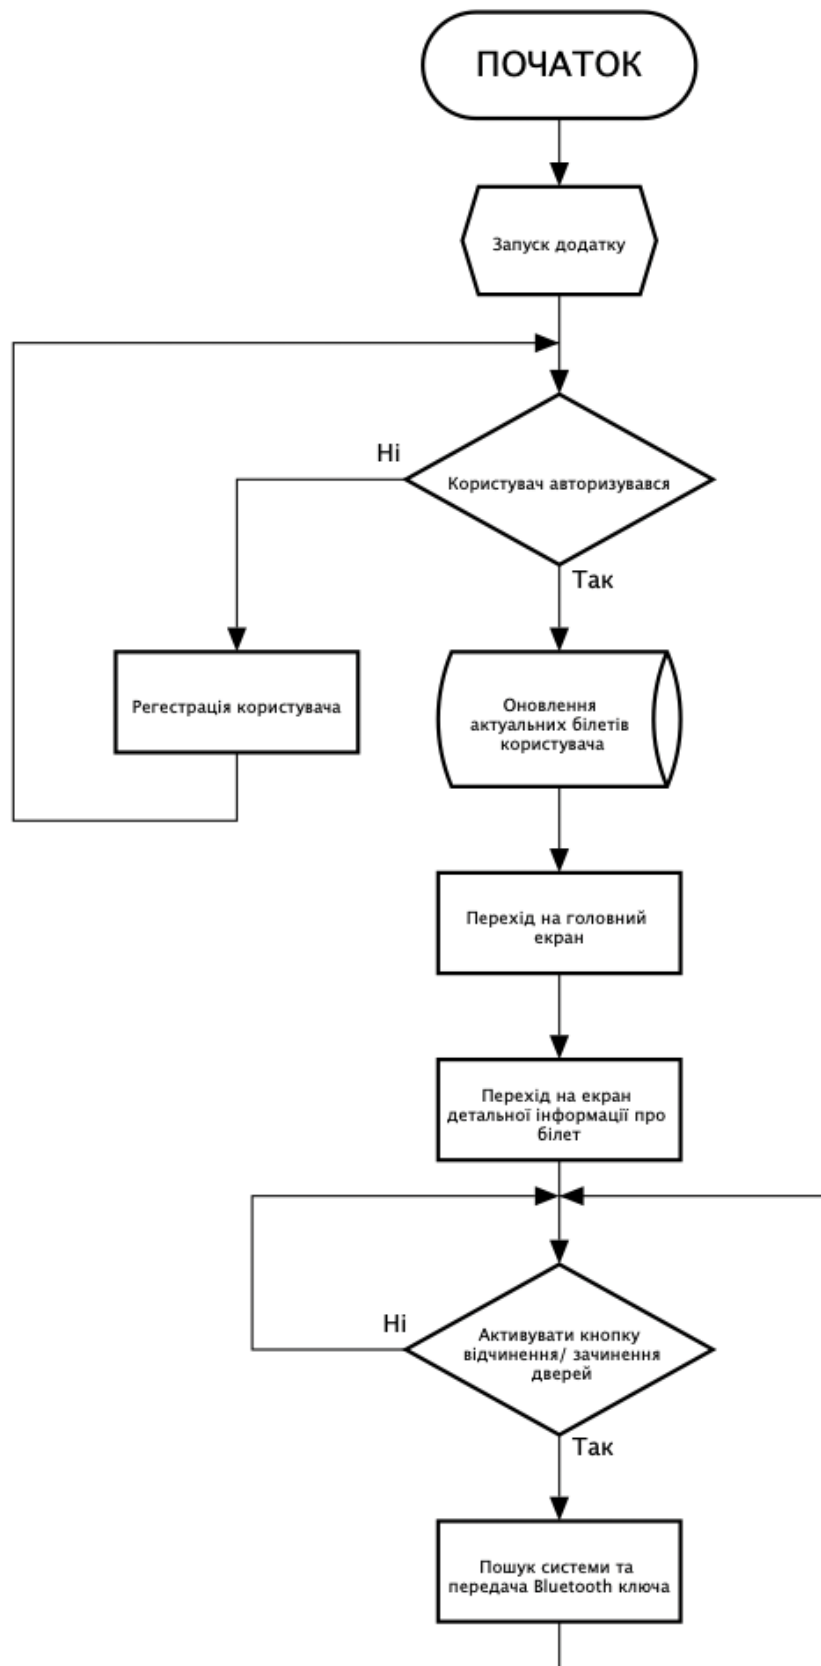 ПОЧАТОК
Запуск додатку
Ні
Користувач авторизувався
Так
Регестрація користувача
Оновлення
актуальних білетів
користувача
Перехід на головний
екран
Перехід на екран
детальної інформації про
білет
Ні
Активувати кнопку
відчинення/ зачинення
дверей
Так
Пошук системи та
передача Bluetooth ключа